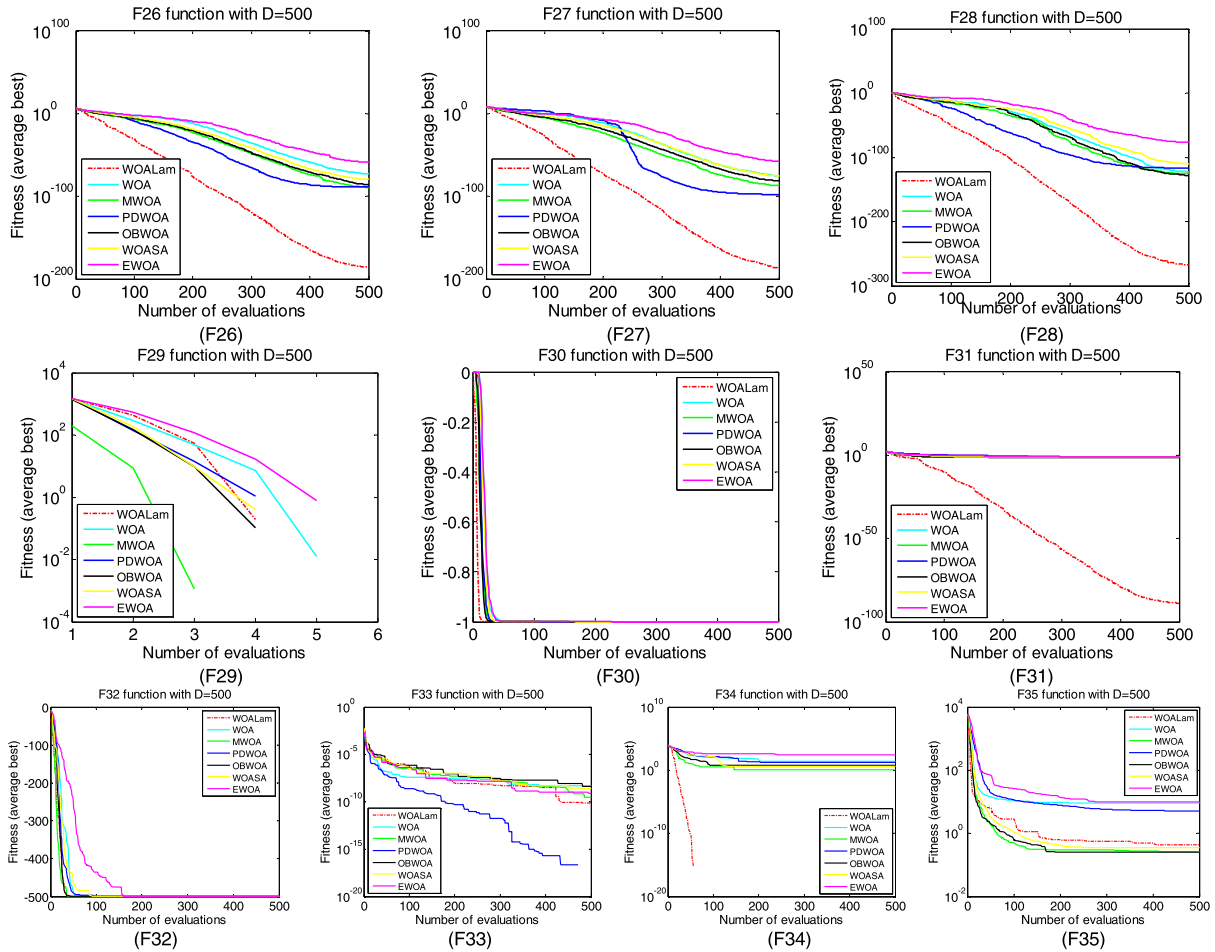 F26 function with D=500
10^100
10^0
10^-100
10^-200
Fitness (average best)
WOALam
WOA
MWOA
PDWOA
OBWOA
WOASA
EWOA
0 100 200 300 400 500
Number of evaluations
(F26)
F27 function with D=500
10^100
10^0
10^-100
10^-200
Fitness (average best)
WOALam
WOA
MWOA
PDWOA
OBWOA
WOASA
EWOA
0 100 200 300 400 500
Number of evaluations
(F27)
F28 function with D=500
10^100
10^0
10^-100
10^-200
10^-300
Fitness (average best)
WOALam
WOA
MWOA
PDWOA
OBWOA
WOASA
EWOA
0 100 200 300 400 500
Number of evaluations
(F28)
F29 function with D=500
10^4
10^2
10^0
10^-2
10^-4
Fitness (average best)
WOALam
WOA
MWOA
PDWOA
OBWOA
WOASA
EWOA
1 2 3 4 5 6
Number of evaluations
(F29)
F30 function with D=500
0
-0.2
-0.4
-0.6
-0.8
-1
Fitness (average best)
WOALam
WOA
MWOA
PDWOA
OBWOA
WOASA
EWOA
0 100 200 300 400 500
Number of evaluations
(F30)
F31 function with D=500
10^50
10^0
10^-50
10^-100
Fitness (average best)
WOALam
WOA
MWOA
PDWOA
OBWOA
WOASA
EWOA
0 100 200 300 400 500
Number of evaluations
(F31)
F32 function with D=500
0
-100
-200
-300
-400
-500
Fitness (average best)
WOALam
WOA
MWOA
PDWOA
OBWOA
WOASA
EWOA
0 100 200 300 400 500
Number of evaluations
(F32)
F33 function with D=500
10^0
10^-5
10^-10
10^-15
10^-20
Fitness (average best)
WOALam
WOA
MWOA
PDWOA
OBWOA
WOASA
EWOA
0 100 200 300 400 500
Number of evaluations
(F33)
F34 function with D=500
10^10
10^0
10^-10
10^-20
Fitness (average best)
WOALam
WOA
MWOA
PDWOA
OBWOA
WOASA
EWOA
0 100 200 300 400 500
Number of evaluations
(F34)
F35 function with D=500
10^4
10^2
10^0
10^-2
Fitness (average best)
WOALam
WOA
MWOA
PDWOA
OBWOA
WOASA
EWOA
0 100 200 300 400 500
Number of evaluations
(F35)